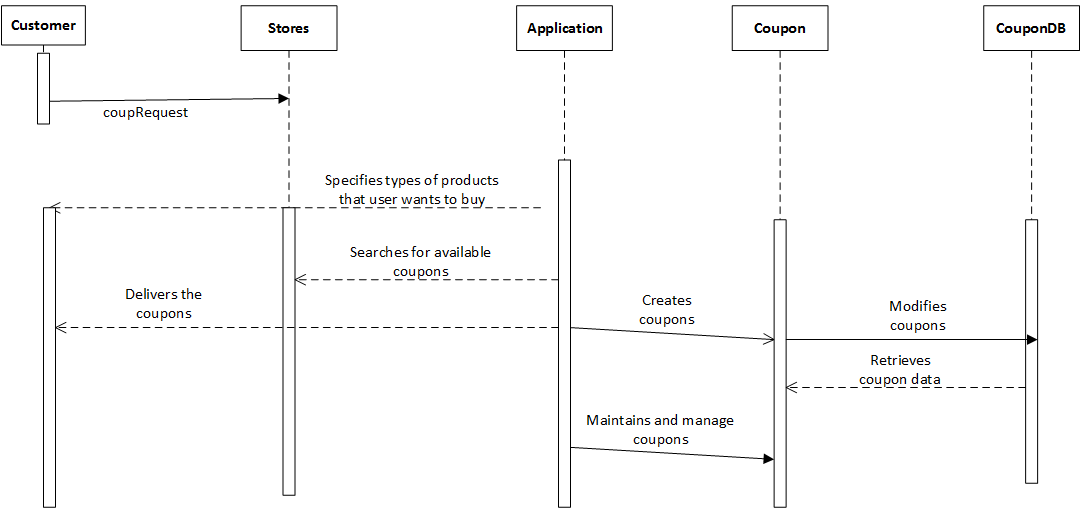 Customer
Stores
Application
Coupon
CouponDB
coupRequest
Specifies types of products
that user wants to buy
Searches for available
coupons
Delivers the
coupons
Creates
coupons
Modifies
coupons
Retrieves
coupon data
Maintains and manage
coupons